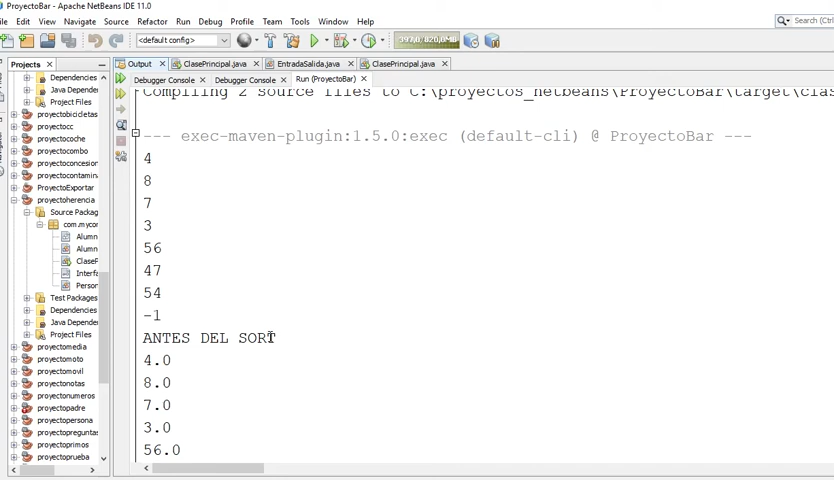 ProyectoBar - Apache NetBeans IDE 11.0
Edit View Navigate Source Refactor Run Debug Profile Team Tools Window Help
Search (Ctrl
<default config>
397,0/820,0MB
Projects
Output ClasePrincipal.java EntradaSalida.java ClasePrincipal.java
Debugger Console Debugger Console Run (ProyectoBar)
Dependencies
Java Depende
Project Files
proyectobicicletas
proyectocc
proyectocoche
proyectocombo
proyectoconcesion
proyectocontamina
ProyectoExportar
proyectoherencia
Source Packag
com.myco
Alumn
Alumn
ClaseP
Interfa
Person
Test Packages
Dependencies
Java Depende
Project Files
proyectomedia
proyectomoto
proyectomovil
proyectonotas
proyectonumeros
proyectopadre
proyectopersona
proyectopreguntas
proyectoprimos
proyectoprueba
Compiling 2 source files to C:\proyectos_netbeans\ProyectoBar\target\clas
--- exec-maven-plugin:1.5.0:exec (default-cli) @ ProyectoBar ---
4
8
7
3
56
47
54
-1
ANTES DEL SORT
4.0
8.0
7.0
3.0
56.0